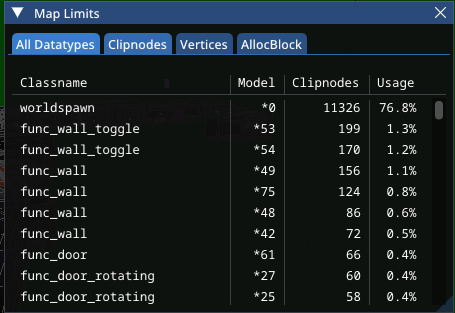 Map Limits
All Datatypes Clipnodes Vertices AllocBlock
Classname Model Clipnodes Usage
worldspawn *0 11326 76.8%
func_wall_toggle *53 199 1.3%
func_wall_toggle *54 170 1.2%
func_wall *49 156 1.1%
func_wall *75 124 0.8%
func_wall *48 86 0.6%
func_wall *42 72 0.5%
func_door *61 66 0.4%
func_door_rotating *27 60 0.4%
func_door_rotating *25 58 0.4%